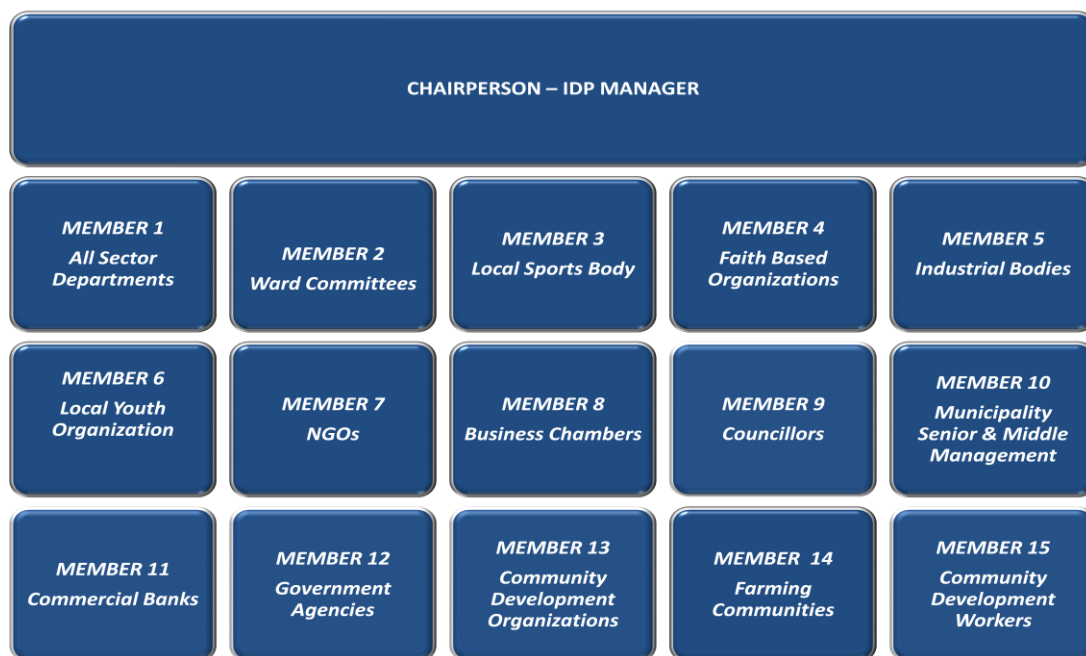 CHAIRPERSON – IDP MANAGER
MEMBER 1
All Sector
Departments
MEMBER 2
Ward Committees
MEMBER 3
Local Sports Body
MEMBER 4
Faith Based
Organizations
MEMBER 5
Industrial Bodies
MEMBER 6
Local Youth
Organization
MEMBER 7
NGOs
MEMBER 8
Business Chambers
MEMBER 9
Councillors
MEMBER 10
Municipality
Senior & Middle
Management
MEMBER 11
Commercial Banks
MEMBER 12
Government
Agencies
MEMBER 13
Community
Development
Organizations
MEMBER 14
Farming
Communities
MEMBER 15
Community
Development
Workers